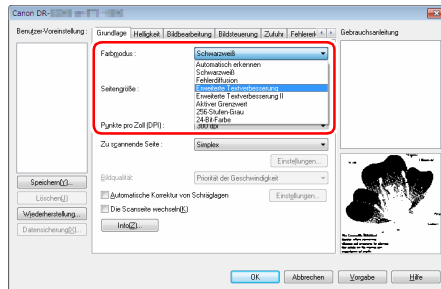 Canon DR-
Benutzer-Voreinstellung :
Grundlage Helligkeit Bildbearbeitung Bildsteuerung Zufuhr Fehlererk
Gebrauchsanleitung
Farbmodus :
Schwarzweiß
Automatisch erkennen
Schwarzweiß
Fehlerdiffusion
Erweiterte Textverbesserung
Erweiterte Textverbesserung II
Aktiver Grenzwert
256-Stufen-Grau
24-Bit-Farbe
Seitengröße :
Punkte pro Zoll (DPI) :
300 dpi
Zu scannende Seite :
Simplex
Einstellungen...
Bildqualität:
Priorität der Geschwindigkeit
Automatische Korrektur von Schräglagen
Einstellungen...
Die Scanseite wechseln(K)
Info(Z)...
Speichern(Y)...
Löschen(J)
Wiederherstellung...
Datensicherung(X)...
OK
Abbrechen
Vorgabe
Hilfe